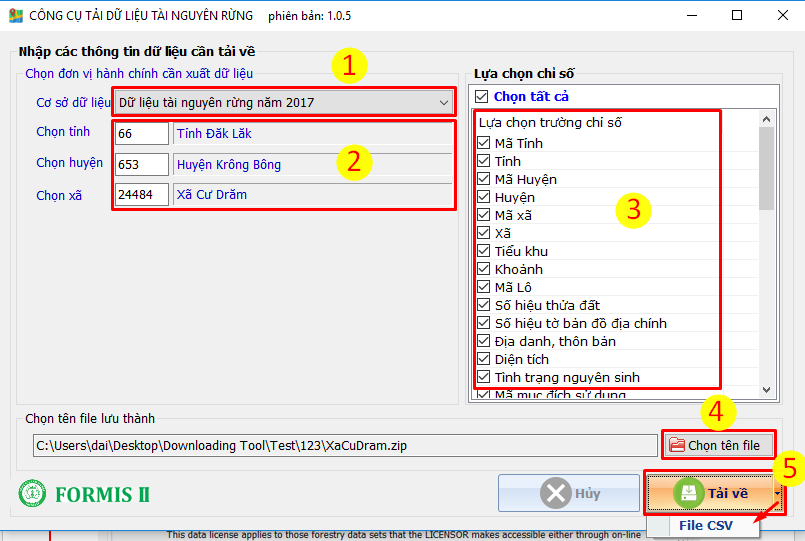 CÔNG CỤ TẢI DỮ LIỆU TÀI NGUYÊN RỪNG phiên bản: 1.0.5
Nhập các thông tin dữ liệu cần tải về
Chọn đơn vị hành chính cần xuất dữ liệu
1
Cơ sở dữ liệu
Dữ liệu tài nguyên rừng năm 2017
Chọn tỉnh
66
Tỉnh Đăk Lăk
Chọn huyện
653
Huyện Krông Bông
2
Chọn xã
24484
Xã Cư Drăm
Lựa chọn chỉ số
Chọn tất cả
Lựa chọn trường chỉ số
Mã Tỉnh
Tỉnh
Mã Huyện
Huyện
Mã xã
3
Xã
Tiểu khu
Khoảnh
Mã Lô
Số hiệu thửa đất
Số hiệu tờ bản đồ địa chính
Địa danh, thôn bản
Diện tích
Tình trạng nguyên sinh
Mã mục đích sử dụng
Chọn tên file lưu thành
4
C:\Users\dai\Desktop\Downloading Tool\Test\123\XaCuDram.zip
Chọn tên file
5
FORMIS II
Hủy
Tải về
File CSV
This data license applies to those forestry data sets that the LICENSOR makes accessible either through on-line